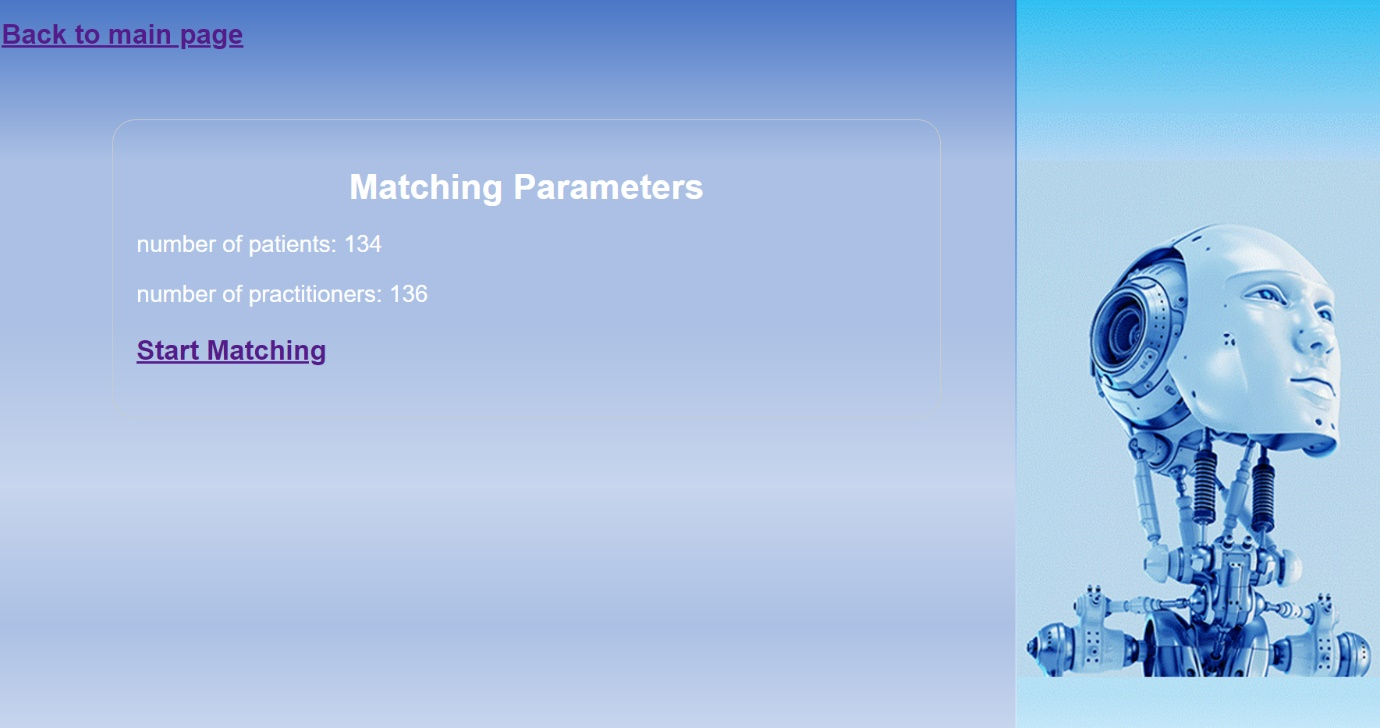 Back to main page
Matching Parameters
number of patients: 134
number of practitioners: 136
Start Matching